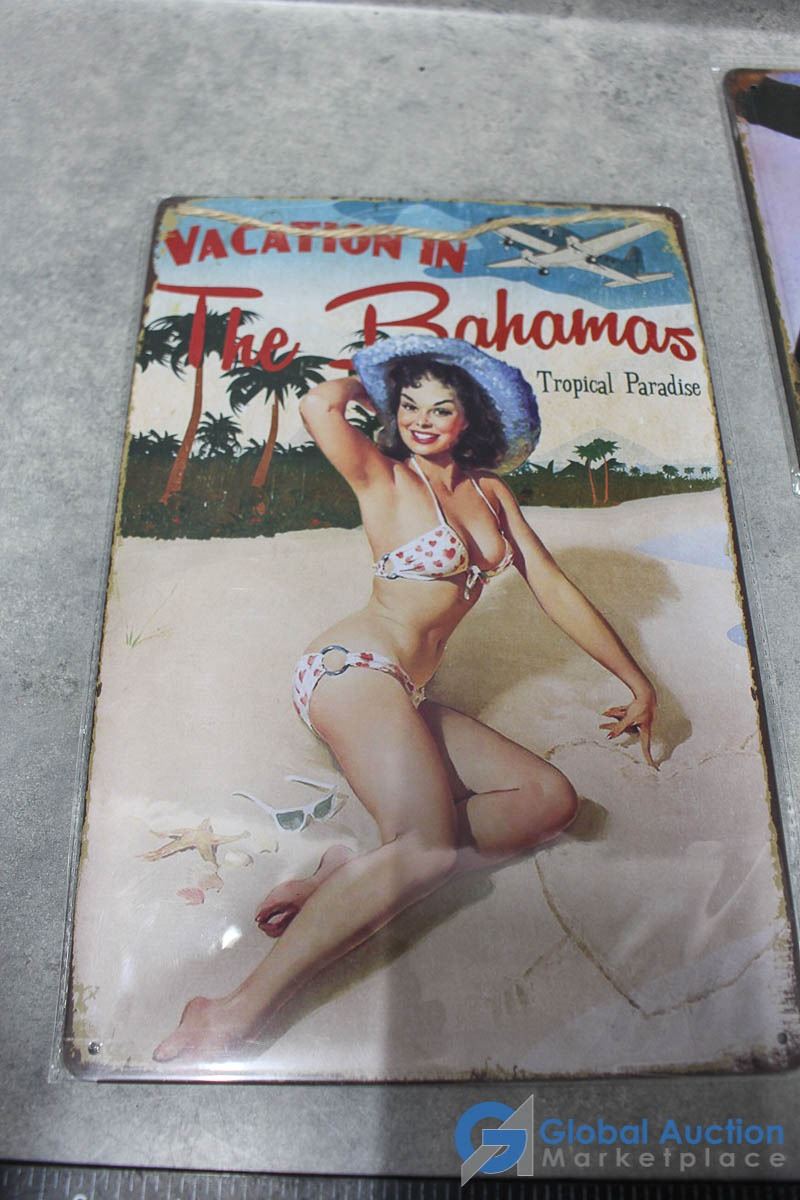 VACATION IN
The Bahamas
Tropical Paradise
Global Auction
Marketplace